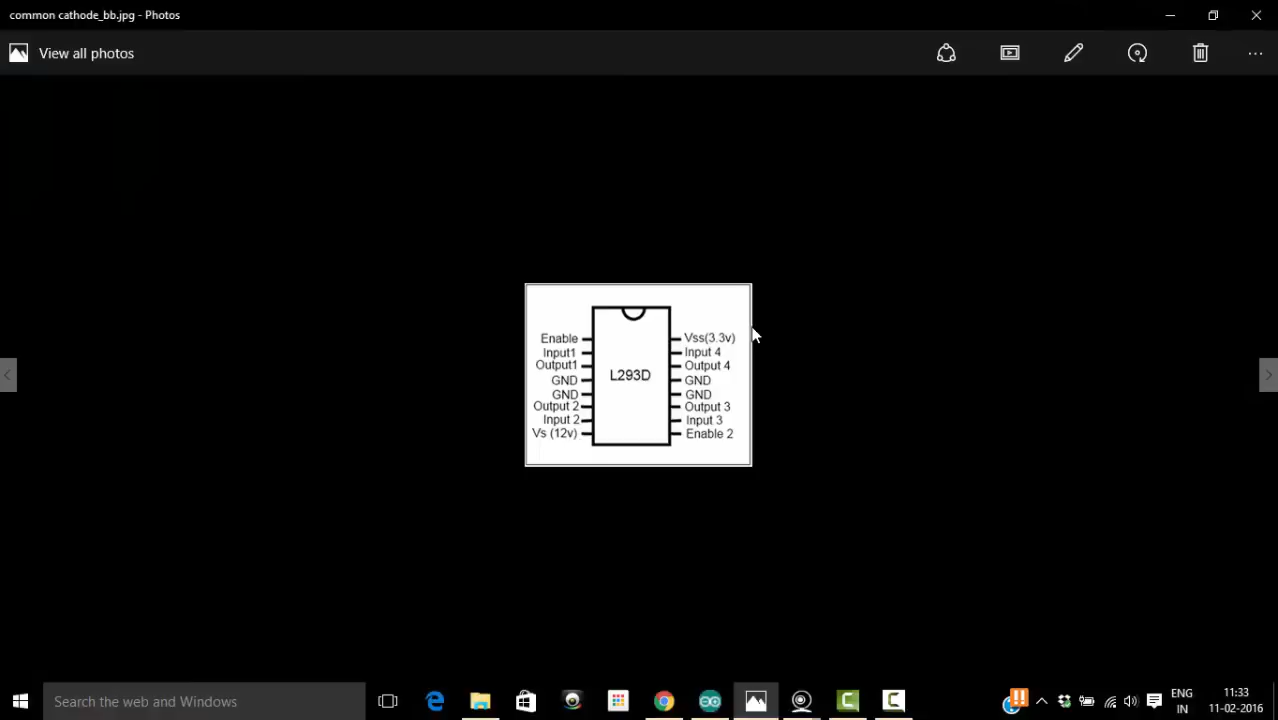 common cathode_bb.jpg - Photos
View all photos
Enable
Input1
Output1
GND
GND
Output 2
Input 2
Vs (12v)
L293D
Vss(3.3v)
Input 4
Output 4
GND
GND
Output 3
Input 3
Enable 2
Search the web and Windows
ENG
IN
11:33
11-02-2016